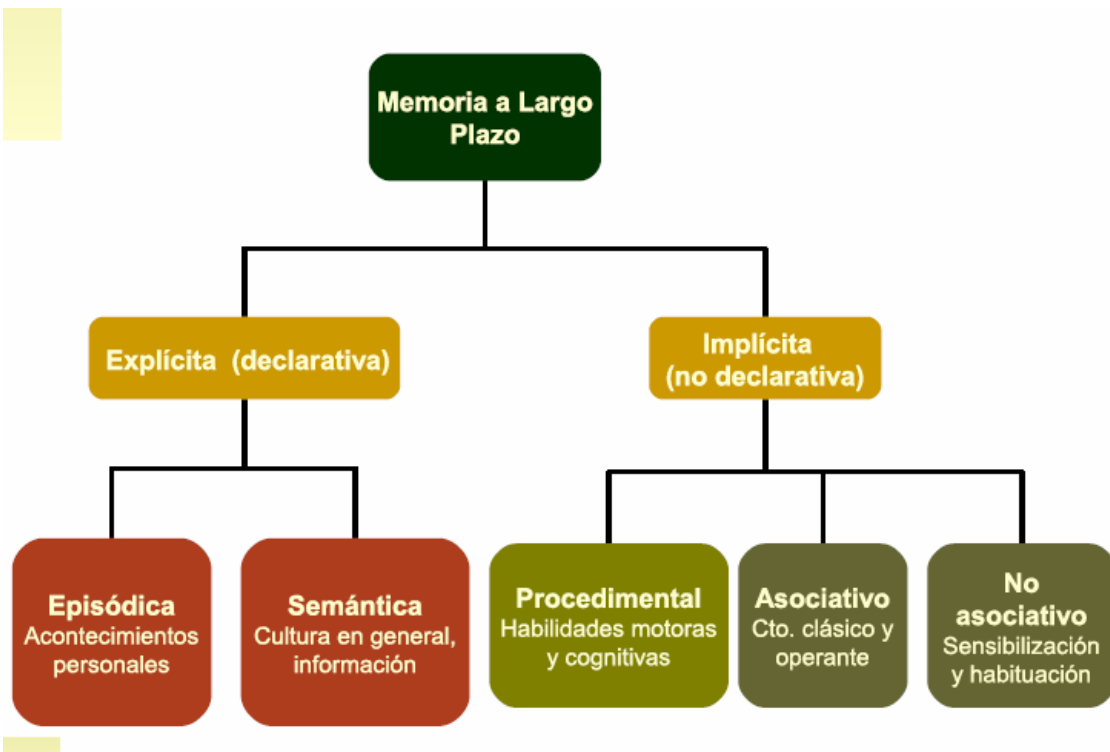 Memoria a Largo
Plazo
Explícita (declarativa)
Implícita
(no declarativa)
Episódica
Acontecimientos
personales
Semántica
Cultura en general,
información
Procedimental
Habilidades motoras
y cognitivas
Asociativo
Cto. clásico y
operante
No
asociativo
Sensibilización
y habituación